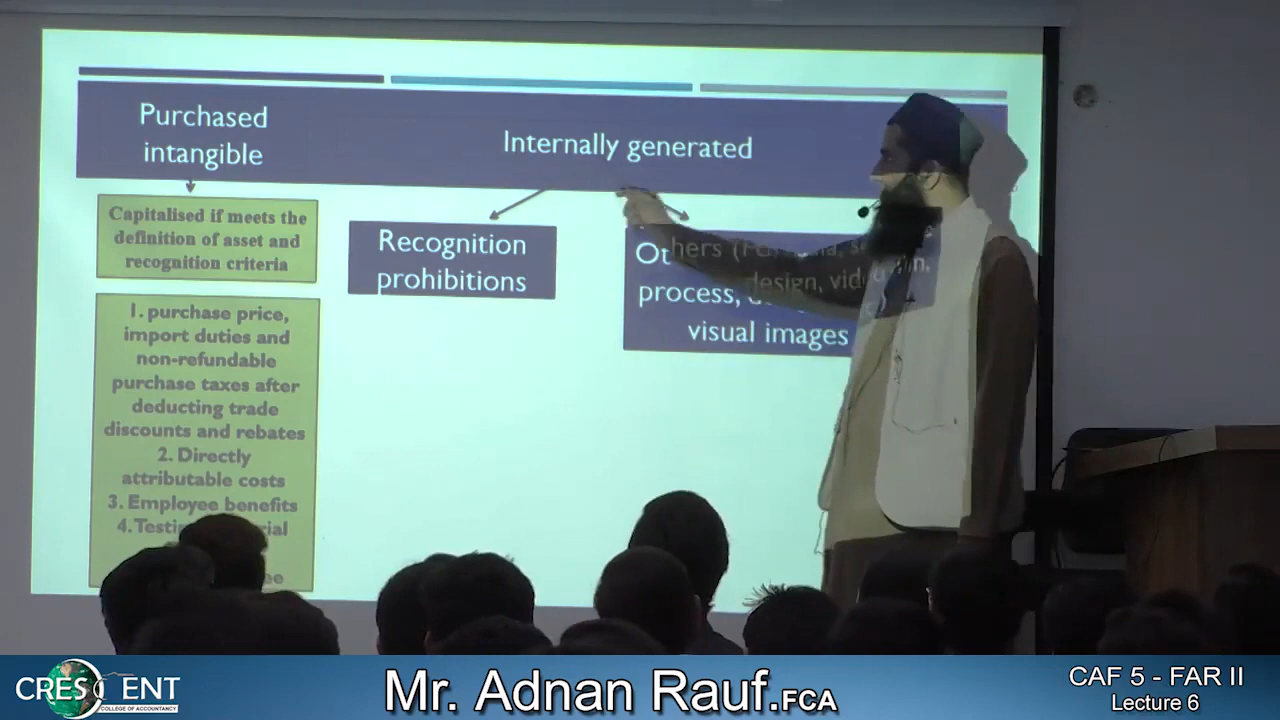 Purchased
intangible
Internally generated
Capitalised if meets the
definition of asset and
recognition criteria
Recognition
prohibitions
process,
visual images
1. purchase price,
import duties and
non-refundable
purchase taxes after
deducting trade
discounts and rebates
2. Directly
attributable costs
3. Employee benefits
4.
CRESCENT
COLLEGE OF ACCOUNTANCY
Mr. Adnan Rauf.FCA
CAF 5 - FAR II
Lecture 6